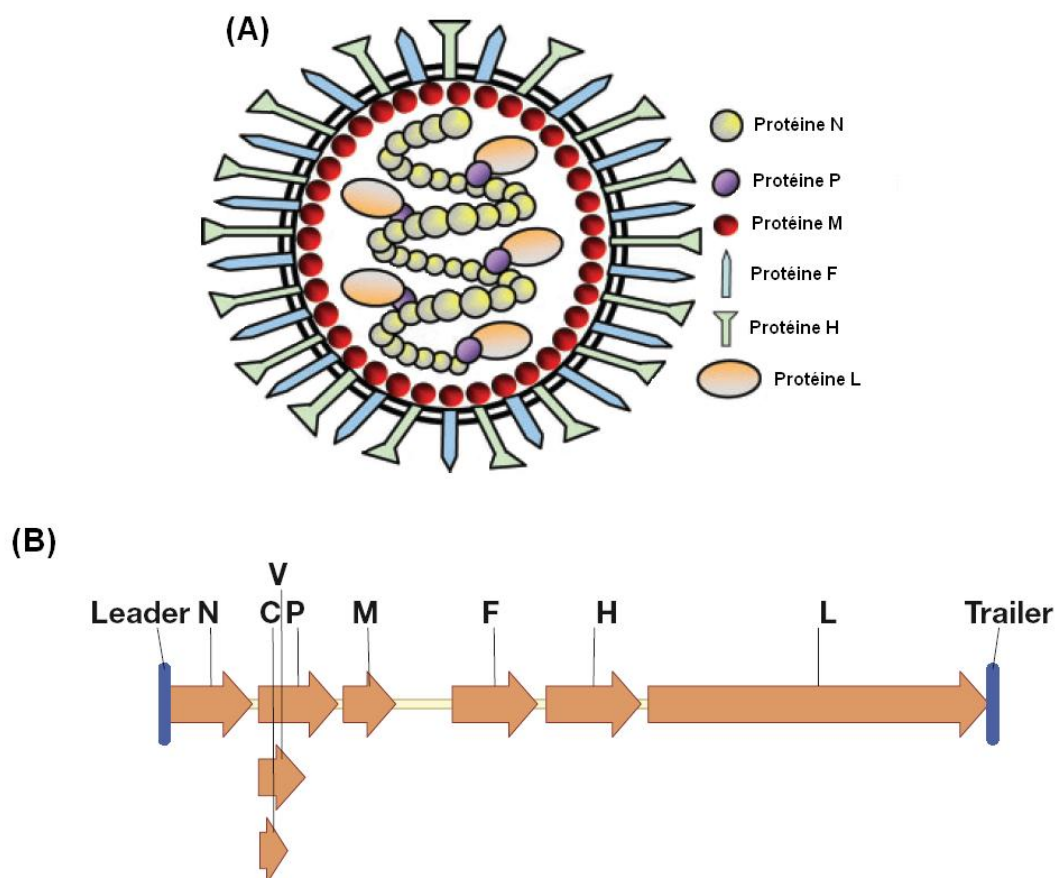 (A)
Protéine N
Protéine P
Protéine M
Protéine F
Protéine H
Protéine L
(B)
V
Leader N C P M F H L Trailer